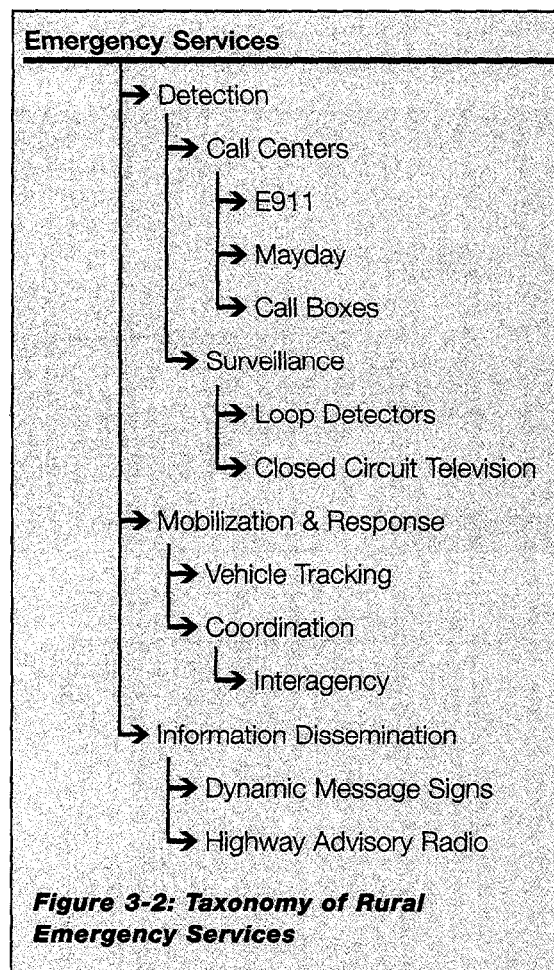 Emergency Services
Detection
Call Centers
E911
Mayday
Call Boxes
Surveillance
Loop Detectors
Closed Circuit Television
Mobilization & Response
Vehicle Tracking
Coordination
Interagency
Information Dissemination
Dynamic Message Signs
Highway Advisory Radio
Figure 3-2: Taxonomy of Rural
Emergency Services